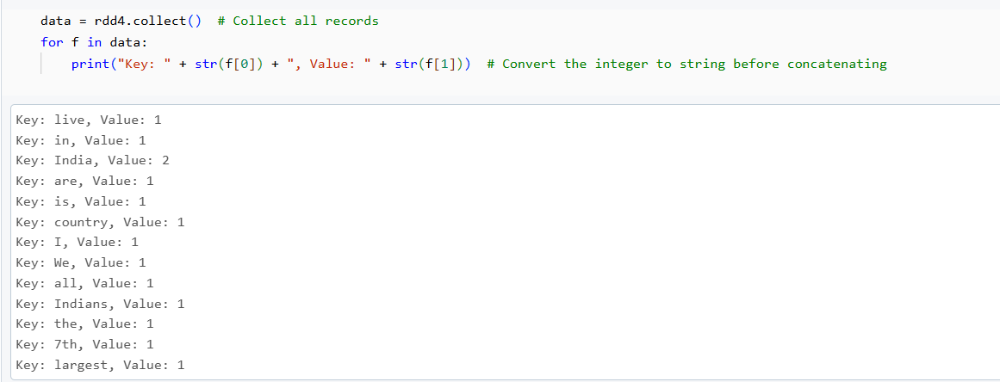 data = rdd4.collect()  # Collect all records
for f in data:
    print("Key: " + str(f[0]) + ", Value: " + str(f[1]))  # Convert the integer to string before concatenating
Key: live, Value: 1
Key: in, Value: 1
Key: India, Value: 2
Key: are, Value: 1
Key: is, Value: 1
Key: country, Value: 1
Key: I, Value: 1
Key: We, Value: 1
Key: all, Value: 1
Key: Indians, Value: 1
Key: the, Value: 1
Key: 7th, Value: 1
Key: largest, Value: 1